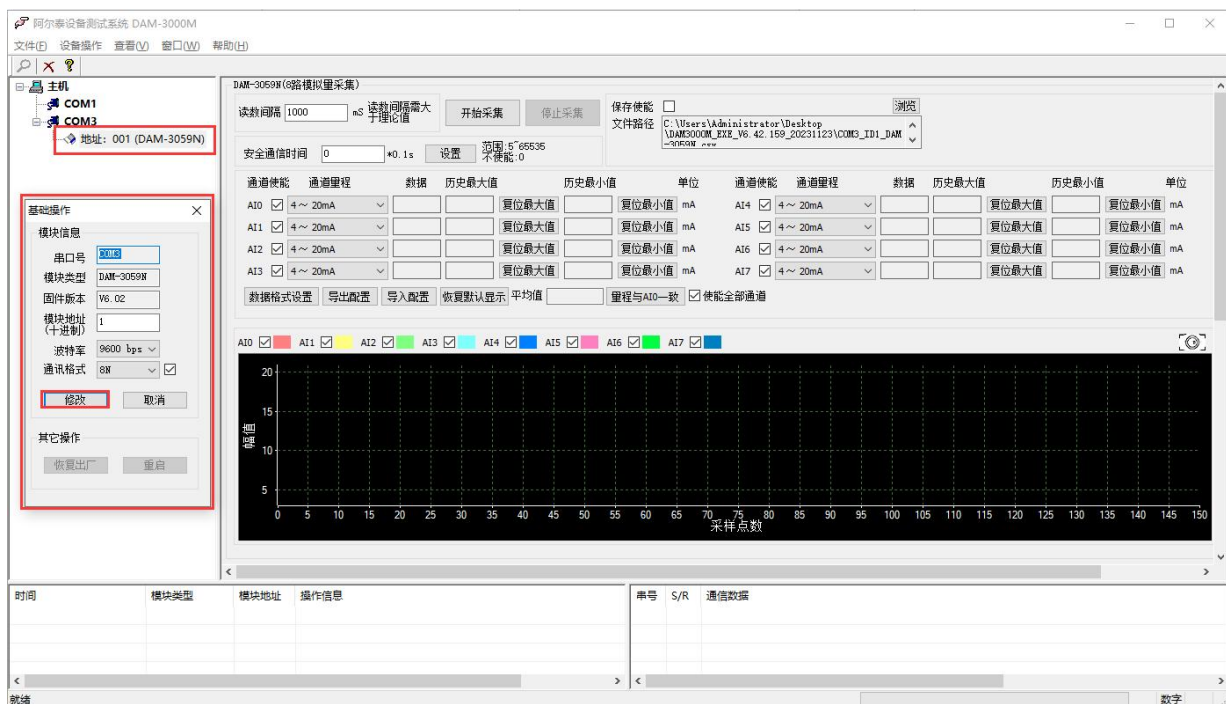 阿尔泰设备测试系统 DAM-3000M
文件(F) 设备操作 查看(V) 窗口(W) 帮助(H)
主机
COM1
COM3
地址：001 (DAM-3059N)
基础操作
模块信息
串口号 COM3
模块类型 DAM-3059N
固件版本 V6.02
模块地址 1
(十进制)
波特率 9600 bps
通讯格式 8N
修改 取消
其它操作
恢复出厂 重启
DAM-3059N(8路模拟量采集)
读数间隔 1000 mS 读数间隔需大
于理论值
开始采集 停止采集
保存使能 浏览
文件路径 C:\Users\Administrator\Desktop
\DAM3000M_EXE_V6.42.159_20231123\COM3_ID1_DAM
安全通信时间 0 *0.1s 设置 范围:5~65535
不使能:0
通道使能 通道里程 数据 历史最大值 历史最小值 单位 通道使能 通道里程 数据 历史最大值 历史最小值 单位
AI0 4～ 20mA 复位最大值 复位最小值 mA AI4 4～ 20mA 复位最大值 复位最小值 mA
AI1 4～ 20mA 复位最大值 复位最小值 mA AI5 4～ 20mA 复位最大值 复位最小值 mA
AI2 4～ 20mA 复位最大值 复位最小值 mA AI6 4～ 20mA 复位最大值 复位最小值 mA
AI3 4～ 20mA 复位最大值 复位最小值 mA AI7 4～ 20mA 复位最大值 复位最小值 mA
数据格式设置 导出配置 导入配置 恢复默认显示 平均值 量程与AI0一致 使能全部通道
AI0 AI1 AI2 AI3 AI4 AI5 AI6 AI7
20
15
10
5
幅值
0 5 10 15 20 25 30 35 40 45 50 55 60 65 70 75 80 85 90 95 100 105 110 115 120 125 130 135 140 145 150
采样点数
时间 模块类型 模块地址 操作信息
串号 S/R 通信数据
就绪 数字